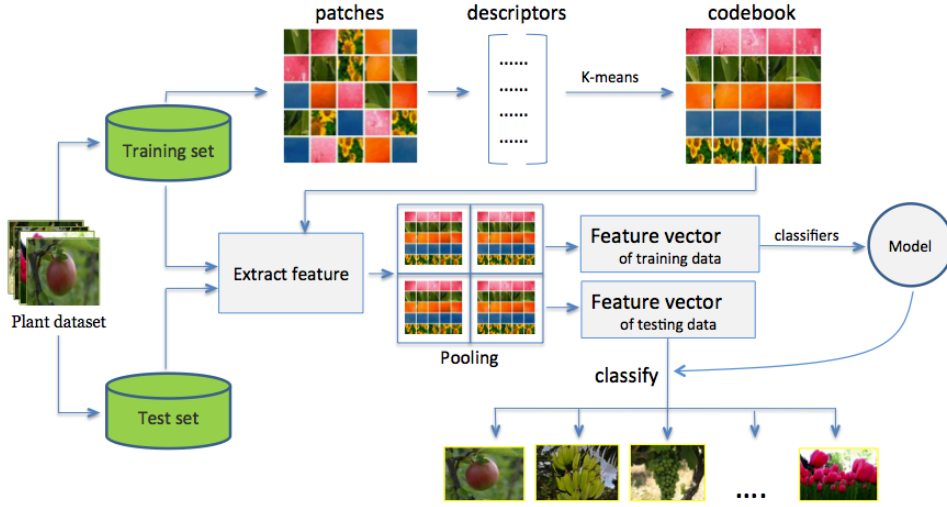 patches
descriptors
codebook
......
......
......
......
K-means
Training set
Extract feature
Feature vector
of training data
classifiers
Model
Plant dataset
Feature vector
of testing data
Pooling
classify
Test set
....